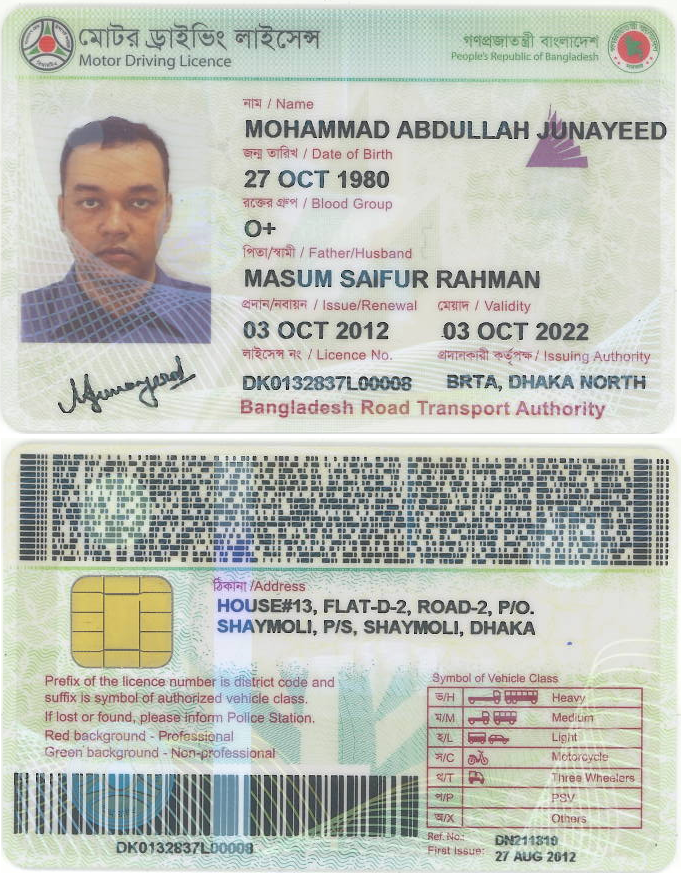 মোটর ড্রাইভিং লাইসেন্স
Motor Driving Licence
গণপ্রজাতন্ত্রী বাংলাদেশ
People's Republic of Bangladesh
নাম / Name
MOHAMMAD ABDULLAH JUNAYEED
জন্ম তারিখ / Date of Birth
27 OCT 1980
রক্তের গ্রুপ / Blood Group
O+
পিতা/স্বামী / Father/Husband
MASUM SAIFUR RAHMAN
প্রদান/নবায়ন / Issue/Renewal মেয়াদ / Validity
03 OCT 2012 03 OCT 2022
লাইসেন্স নং / Licence No. প্রদানকারী কর্তৃপক্ষ / Issuing Authority
DK0132837L00008 BRTA, DHAKA NORTH
Bangladesh Road Transport Authority
ঠিকানা /Address
HOUSE#13, FLAT-D-2, ROAD-2, P/O.
SHAYMOLI, P/S, SHAYMOLI, DHAKA
Prefix of the licence number is district code and
suffix is symbol of authorized vehicle class.
If lost or found, please inform Police Station.
Red background - Professional
Green background - Non-professional
Symbol of Vehicle Class
ভ/H Heavy
ম/M Medium
হ/L Light
স/C Motorcycle
থ/T Three Wheelers
প/P PSV
অ/X Others
DK0132837L00008
Ref. No.: DN211810
First Issue: 27 AUG 2012